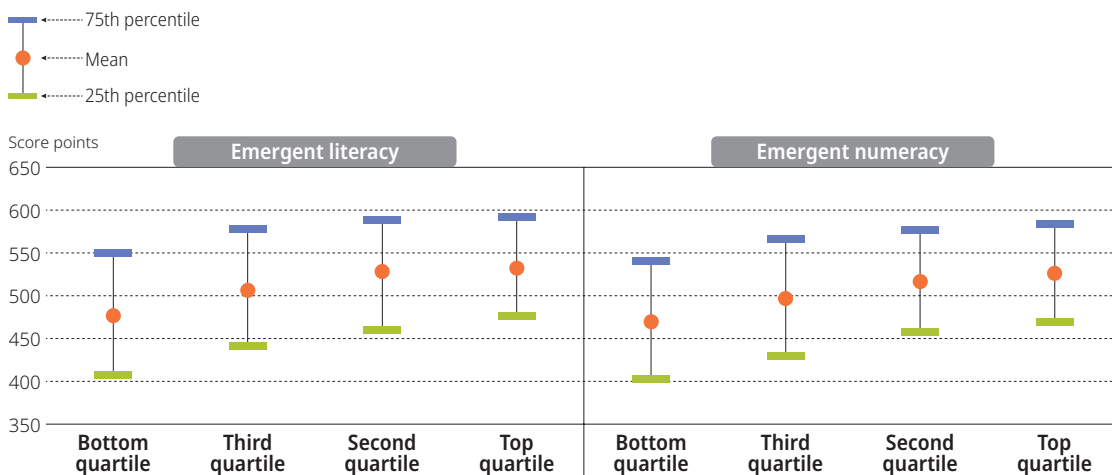 75th percentile
Mean
25th percentile
Score points
Emergent literacy
Emergent numeracy
650
600
550
500
450
400
350
Bottom quartile
Third quartile
Second quartile
Top quartile
Bottom quartile
Third quartile
Second quartile
Top quartile